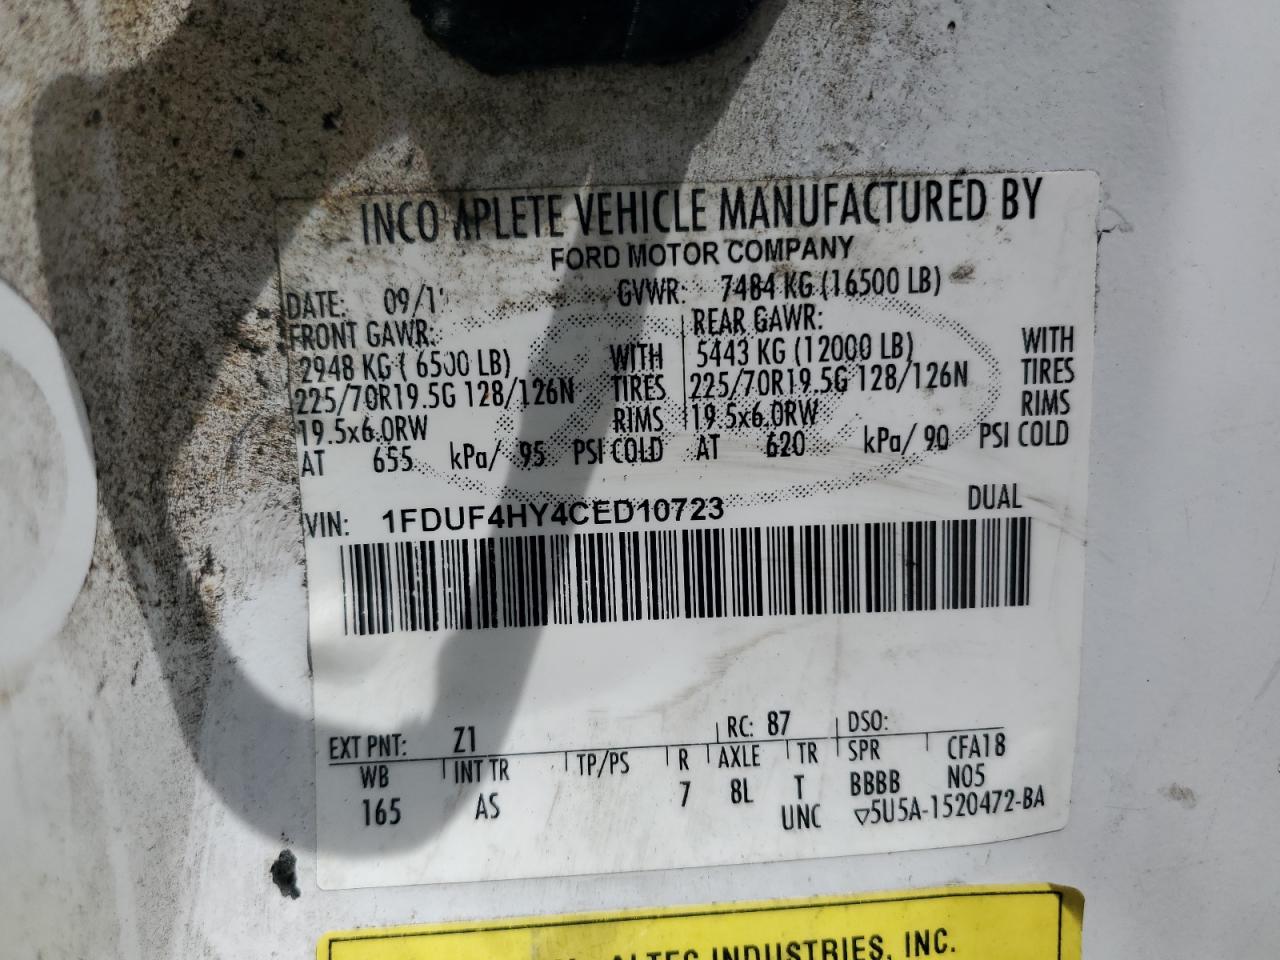 INCO APLETE VEHICLE MANUFACTURED BY
FORD MOTOR COMPANY
DATE: 09/1 GVWR: 7484 KG (16500 LB)
FRONT GAWR: REAR GAWR:
2948 KG ( 6500 LB) WITH 5443 KG (12000 LB) WITH
225/70R19.5G 128/126N TIRES 225/70R19.5G 128/126N TIRES
19.5x6.0RW RIMS 19.5x6.0RW RIMS
AT 655 kPa/ 95 PSI COLD AT 620 kPa/ 90 PSI COLD
VIN: 1FDUF4HY4CED10723 DUAL
EXT PNT: Z1 RC: 87 DSO:
WB INT TR TP/PS R AXLE TR SPR CFA18
165 AS 7 8L T BBBB N05
UNC ▽5U5A-1520472-BA
ALTEC INDUSTRIES, INC.